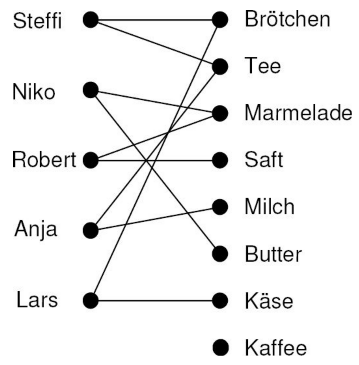 Steffi
Niko
Robert
Anja
Lars
Brötchen
Tee
Marmelade
Saft
Milch
Butter
Käse
Kaffee